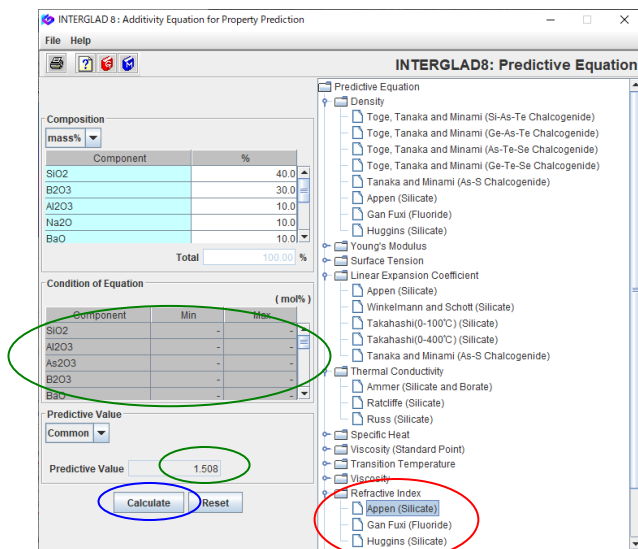 INTERGLAD 8 : Additivity Equation for Property Prediction
File Help
INTERGLAD8: Predictive Equation
Composition
mass%
Component %
SiO2 40.0
B2O3 30.0
Al2O3 10.0
Na2O 10.0
BaO 10.0
Total 100.00 %
Condition of Equation
( mol% )
Component Min Max
SiO2 - -
Al2O3 - -
As2O3 - -
B2O3 - -
BaO - -
Predictive Value
Common
Predictive Value 1.508
Calculate Reset
Predictive Equation
Density
Toge, Tanaka and Minami (Si-As-Te Chalcogenide)
Toge, Tanaka and Minami (Ge-As-Te Chalcogenide)
Toge, Tanaka and Minami (As-Te-Se Chalcogenide)
Toge, Tanaka and Minami (Ge-Te-Se Chalcogenide)
Tanaka and Minami (As-S Chalcogenide)
Appen (Silicate)
Gan Fuxi (Fluoride)
Huggins (Silicate)
Young's Modulus
Surface Tension
Linear Expansion Coefficient
Appen (Silicate)
Winkelmann and Schott (Silicate)
Takahashi(0-100℃) (Silicate)
Takahashi(0-400℃) (Silicate)
Tanaka and Minami (As-S Chalcogenide)
Thermal Conductivity
Ammer (Silicate and Borate)
Ratcliffe (Silicate)
Russ (Silicate)
Specific Heat
Viscosity (Standard Point)
Transition Temperature
Viscosity
Refractive Index
Appen (Silicate)
Gan Fuxi (Fluoride)
Huggins (Silicate)